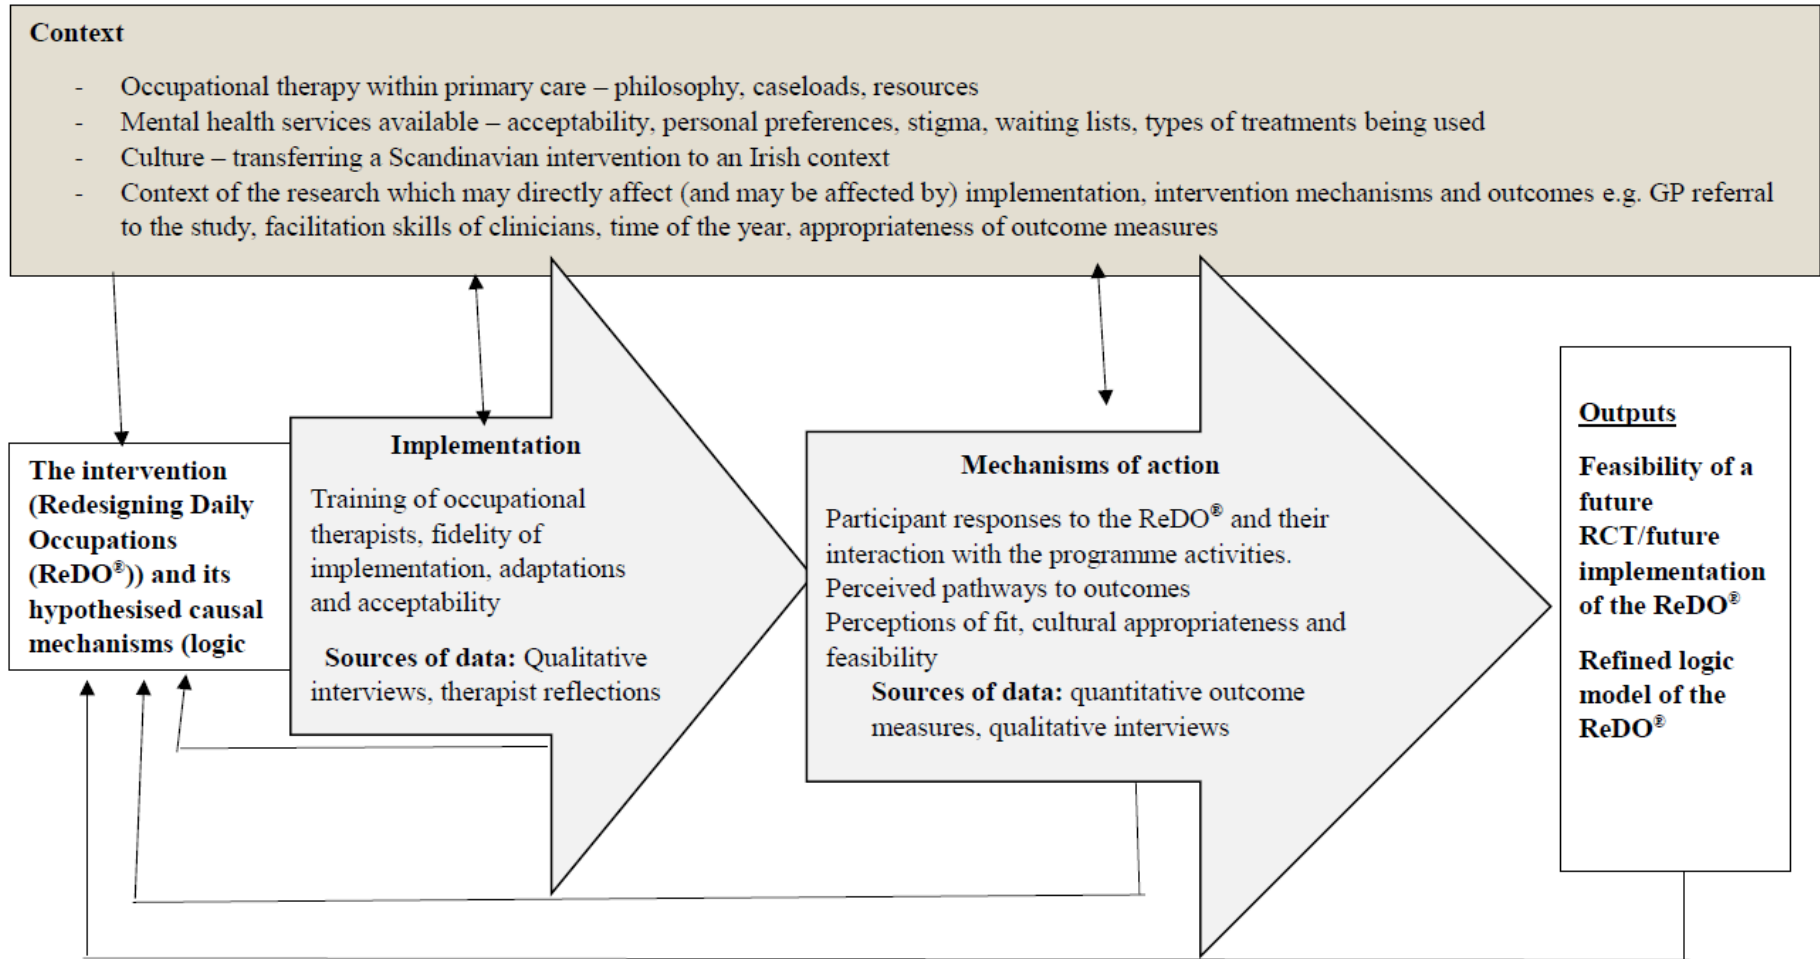 Context
- Occupational therapy within primary care – philosophy, caseloads, resources
- Mental health services available – acceptability, personal preferences, stigma, waiting lists, types of treatments being used
- Culture – transferring a Scandinavian intervention to an Irish context
- Context of the research which may directly affect (and may be affected by) implementation, intervention mechanisms and outcomes e.g. GP referral
to the study, facilitation skills of clinicians, time of the year, appropriateness of outcome measures
The intervention
(Redesigning Daily
Occupations
(ReDO®)) and its
hypothesised causal
mechanisms (logic
Implementation
Training of occupational
therapists, fidelity of
implementation, adaptations
and acceptability
Sources of data: Qualitative
interviews, therapist reflections
Mechanisms of action
Participant responses to the ReDO® and their
interaction with the programme activities.
Perceived pathways to outcomes
Perceptions of fit, cultural appropriateness and
feasibility
Sources of data: quantitative outcome
measures, qualitative interviews
Outputs
Feasibility of a
future
RCT/future
implementation
of the ReDO®
Refined logic
model of the
ReDO®